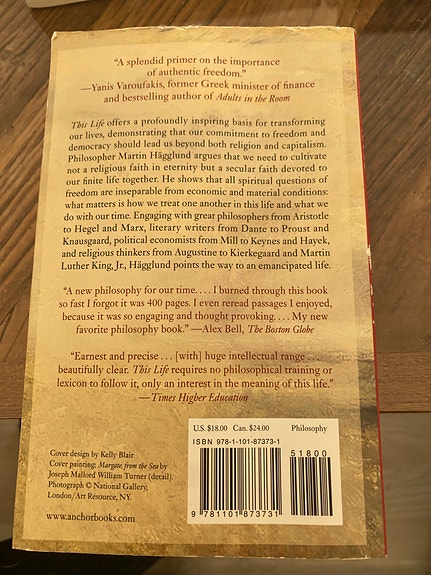 “A splendid primer on the importance
of authentic freedom.”
—Yanis Varoufakis, former Greek minister of finance
and bestselling author of Adults in the Room
This Life offers a profoundly inspiring basis for transforming
our lives, demonstrating that our commitment to freedom and
democracy should lead us beyond both religion and capitalism.
Philosopher Martin Hägglund argues that we need to cultivate
not a religious faith in eternity but a secular faith devoted to
our finite life together. He shows that all spiritual questions of
freedom are inseparable from economic and material conditions:
what matters is how we treat one another in this life and what we
do with our time. Engaging with great philosophers from Aristotle
to Hegel and Marx, literary writers from Dante to Proust and
Knausgaard, political economists from Mill to Keynes and Hayek,
and religious thinkers from Augustine to Kierkegaard and Martin
Luther King, Jr., Hägglund points the way to an emancipated life.
“A new philosophy for our time. . . . I burned through this book
so fast I forgot it was 400 pages. I even reread passages I enjoyed,
because it was so engaging and thought provoking. . . . My new
favorite philosophy book.” —Alex Bell, The Boston Globe
“Earnest and precise . . . [with] huge intellectual range . . .
beautifully clear. This Life requires no philosophical training or
lexicon to follow it, only an interest in the meaning of this life.”
—Times Higher Education
U.S. $18.00 Can. $24.00 Philosophy
ISBN 978-1-101-87373-1
51800
9 781101 873731
Cover design by Kelly Blair
Cover painting: Margate, from the Sea by
Joseph Mallord William Turner (detail).
Photograph © National Gallery,
London/Art Resource, NY.
www.anchorbooks.com